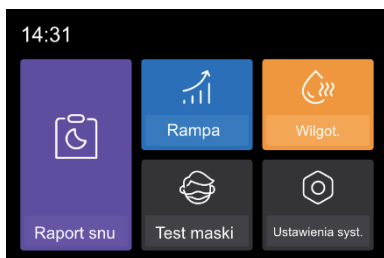 14:31
Rampa
Wilgot.
Raport snu
Test maski
Ustawienia syst.